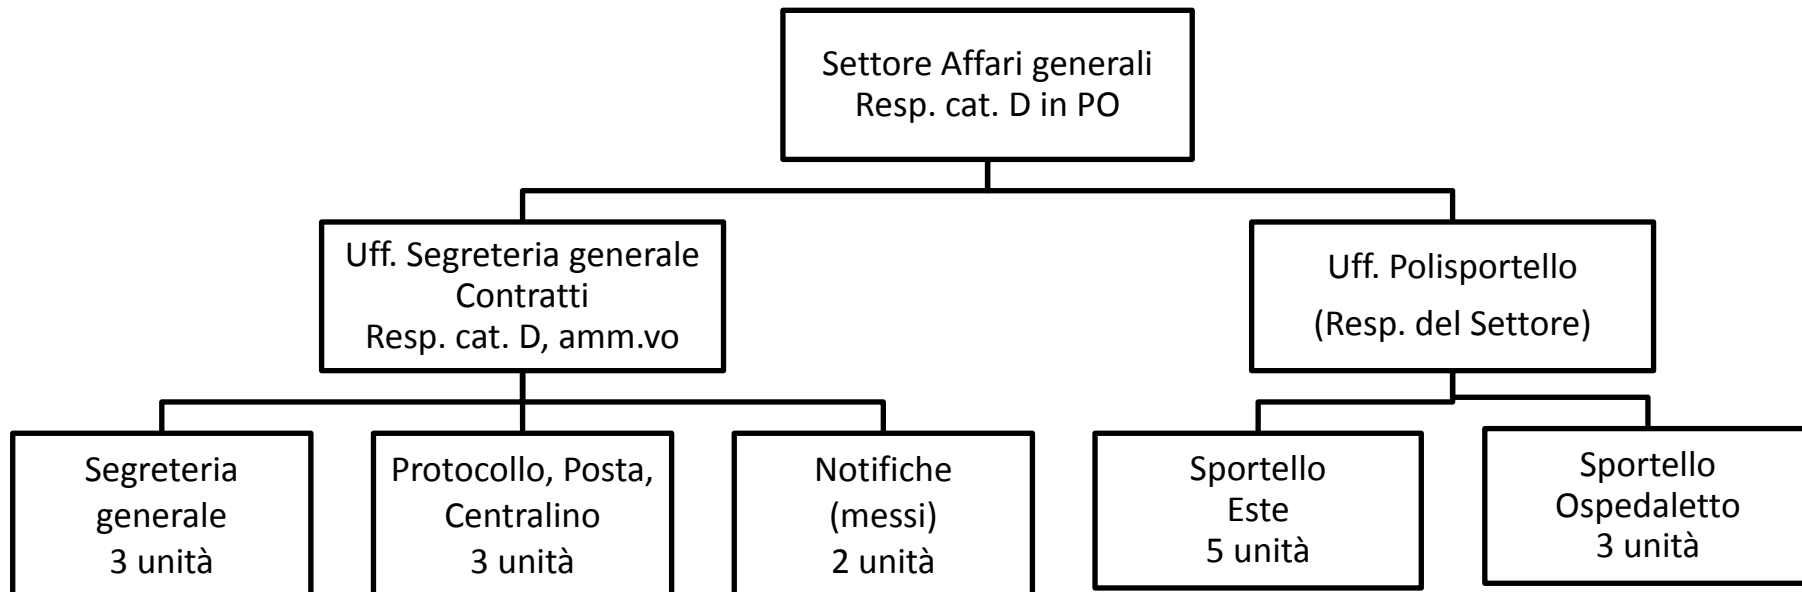 Settore Affari generali
Resp. cat. D in PO
Uff. Segreteria generale
Contratti
Resp. cat. D, amm.vo
Uff. Polisportello
(Resp. del Settore)
Segreteria
generale
3 unità
Protocollo, Posta,
Centralino
3 unità
Notifiche
(messi)
2 unità
Sportello
Este
5 unità
Sportello
Ospedaletto
3 unità